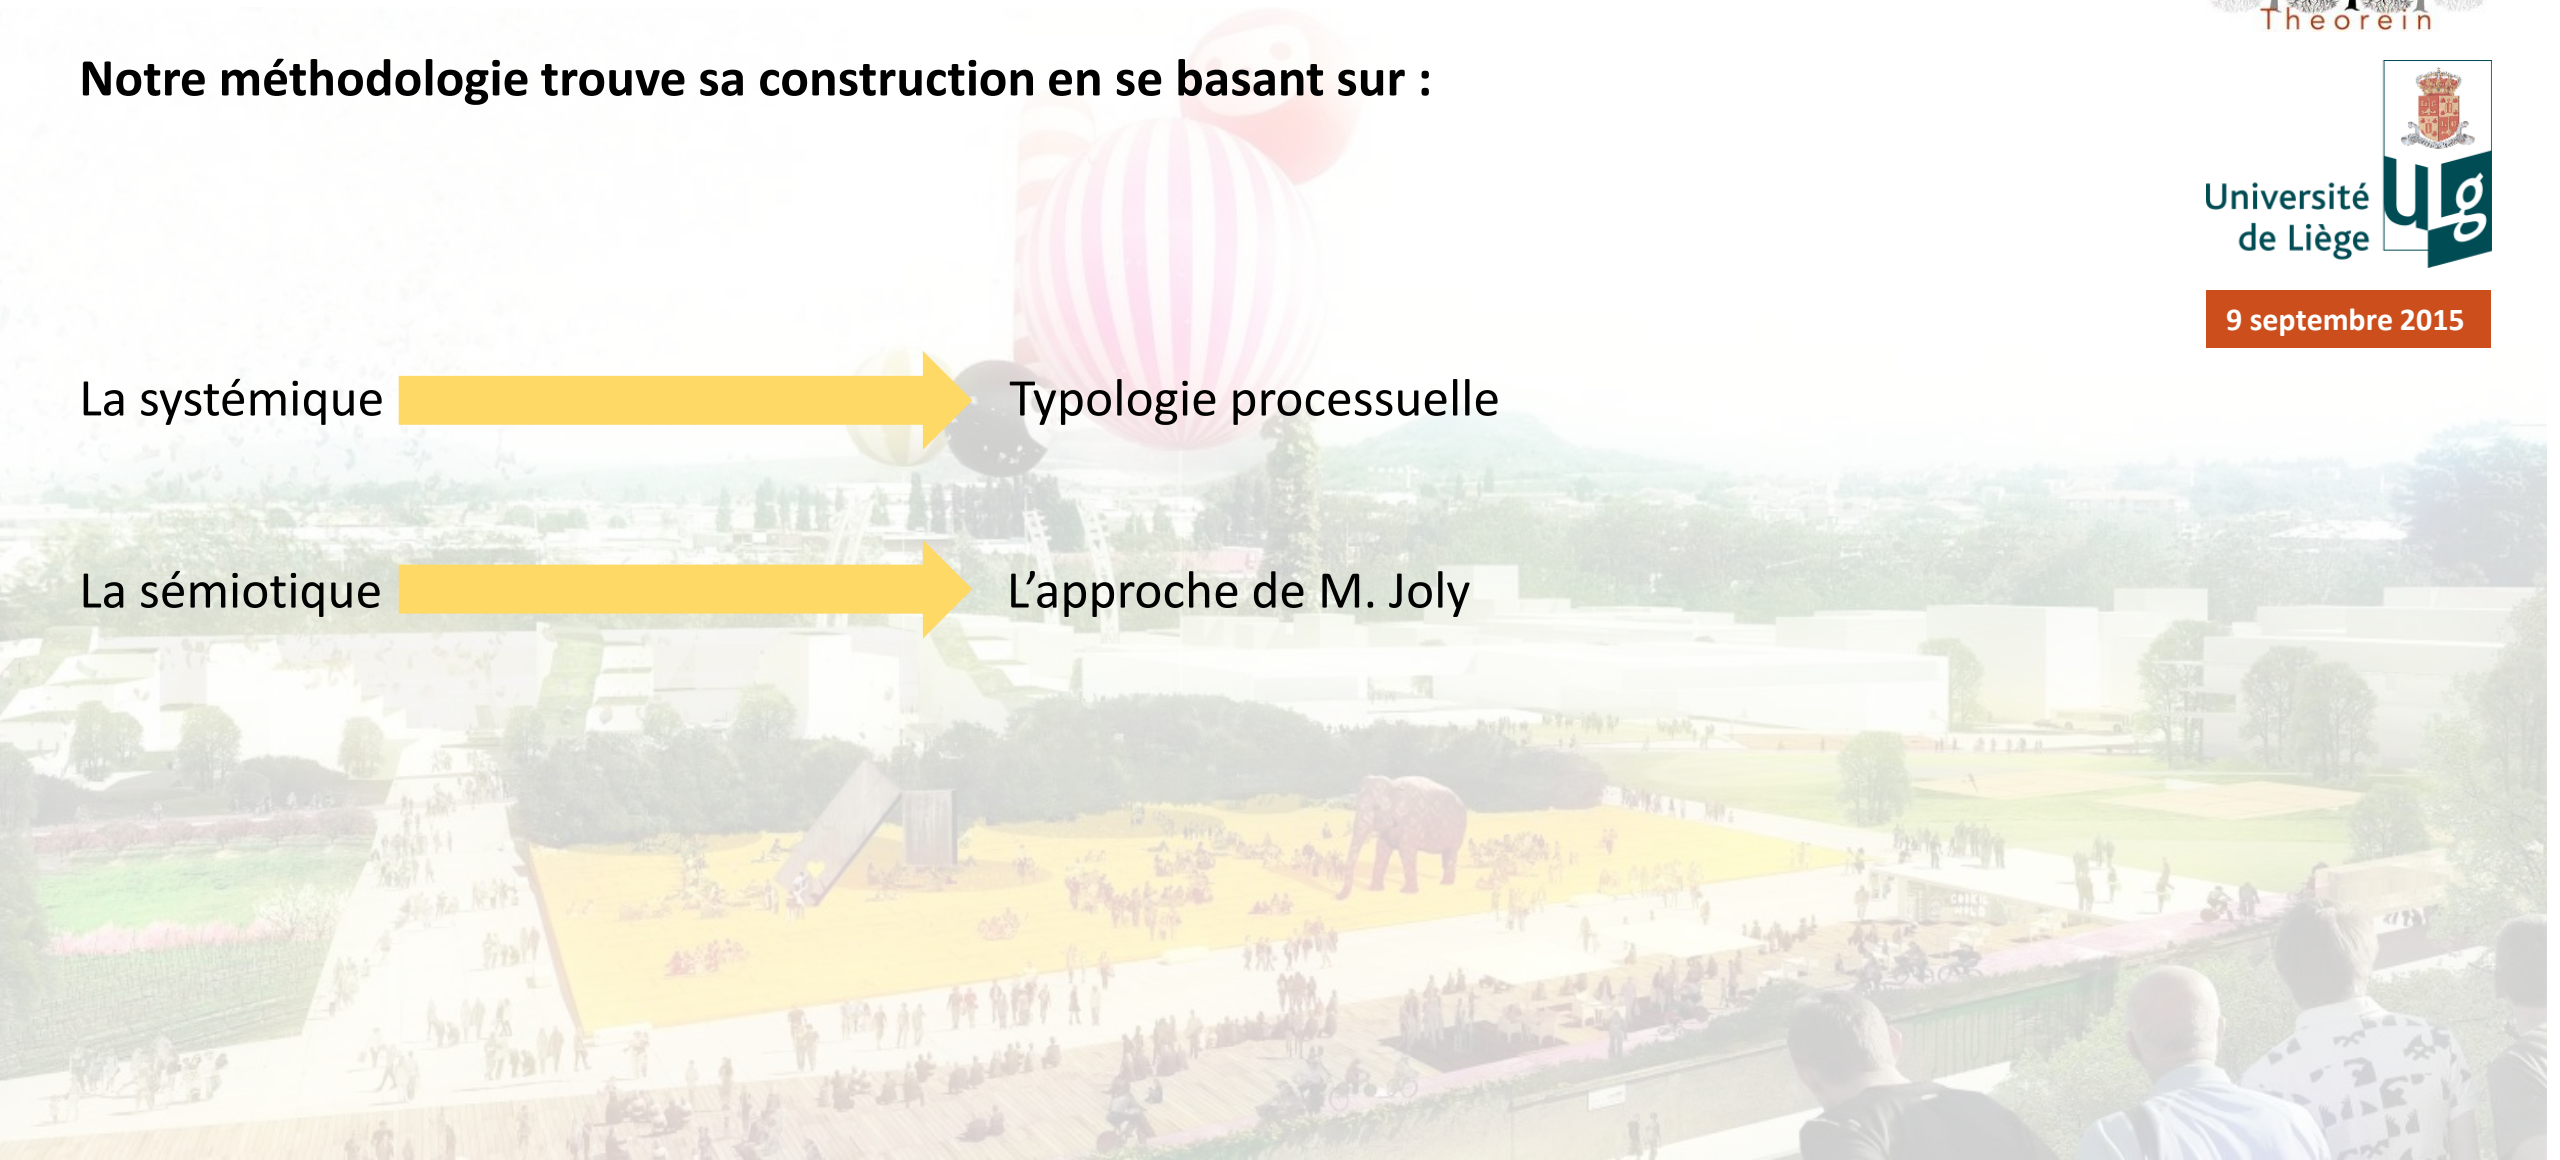 Theorein
Notre méthodologie trouve sa construction en se basant sur :
Université
de Liège
ULg
9 septembre 2015
La systémique
Typologie processuelle
La sémiotique
L’approche de M. Joly